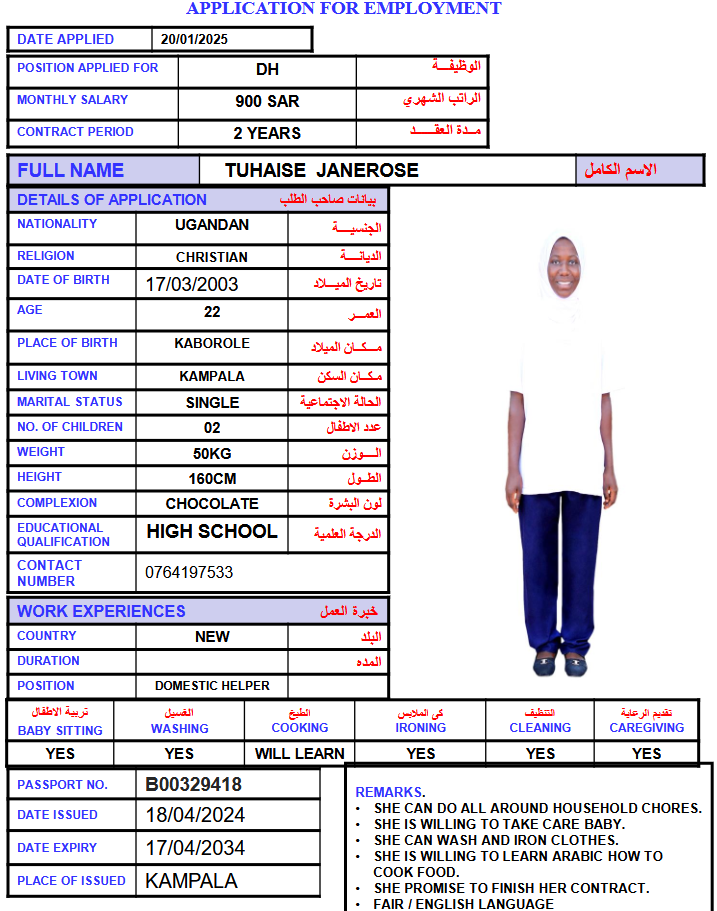 APPLICATION FOR EMPLOYMENT
DATE APPLIED 20/01/2025
POSITION APPLIED FOR DH الوظيفـــة
MONTHLY SALARY 900 SAR الراتب الشهري
CONTRACT PERIOD 2 YEARS مــدة العقــــد
FULL NAME TUHAISE JANEROSE الاسم الكامل
DETAILS OF APPLICATION بيانات صاحب الطلب
NATIONALITY UGANDAN الجنسيـــة
RELIGION CHRISTIAN الديانـــة
DATE OF BIRTH 17/03/2003 تاريخ الميـــلاد
AGE 22 العمــر
PLACE OF BIRTH KABOROLE مـــكـان الميلاد
LIVING TOWN KAMPALA مكــان السكن
MARITAL STATUS SINGLE الحالة الاجتماعية
NO. OF CHILDREN 02 عدد الاطفال
WEIGHT 50KG الـــوزن
HEIGHT 160CM الطــول
COMPLEXION CHOCOLATE لون البشرة
EDUCATIONAL QUALIFICATION HIGH SCHOOL الدرجة العلمية
CONTACT NUMBER 0764197533
WORK EXPERIENCES خبرة العمل
COUNTRY NEW البلد
DURATION المده
POSITION DOMESTIC HELPER
تربية الاطفال الغسيل الطبخ كى الملابس التنظيف تقديم الرعاية
BABY SITTING WASHING COOKING IRONING CLEANING CAREGIVING
YES YES WILL LEARN YES YES YES
PASSPORT NO. B00329418
DATE ISSUED 18/04/2024
DATE EXPIRY 17/04/2034
PLACE OF ISSUED KAMPALA
REMARKS.
• SHE CAN DO ALL AROUND HOUSEHOLD CHORES.
• SHE IS WILLING TO TAKE CARE BABY.
• SHE CAN WASH AND IRON CLOTHES.
• SHE IS WILLING TO LEARN ARABIC HOW TO
COOK FOOD.
• SHE PROMISE TO FINISH HER CONTRACT.
• FAIR / ENGLISH LANGUAGE